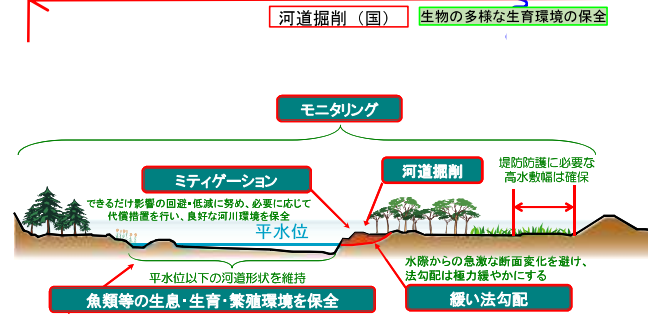 河道掘削（国）
生物の多様な生育環境の保全
モニタリング
ミティゲーション
河道掘削
堤防防護に必要な
高水敷幅は確保
できるだけ影響の回避・低減に努め、必要に応じて
代償措置を行い、良好な河川環境を保全
平水位
水際からの急激な断面変化を避け、
法勾配は極力緩やかにする
平水位以下の河道形状を維持
魚類等の生息・生育・繁殖環境を保全
緩い法勾配